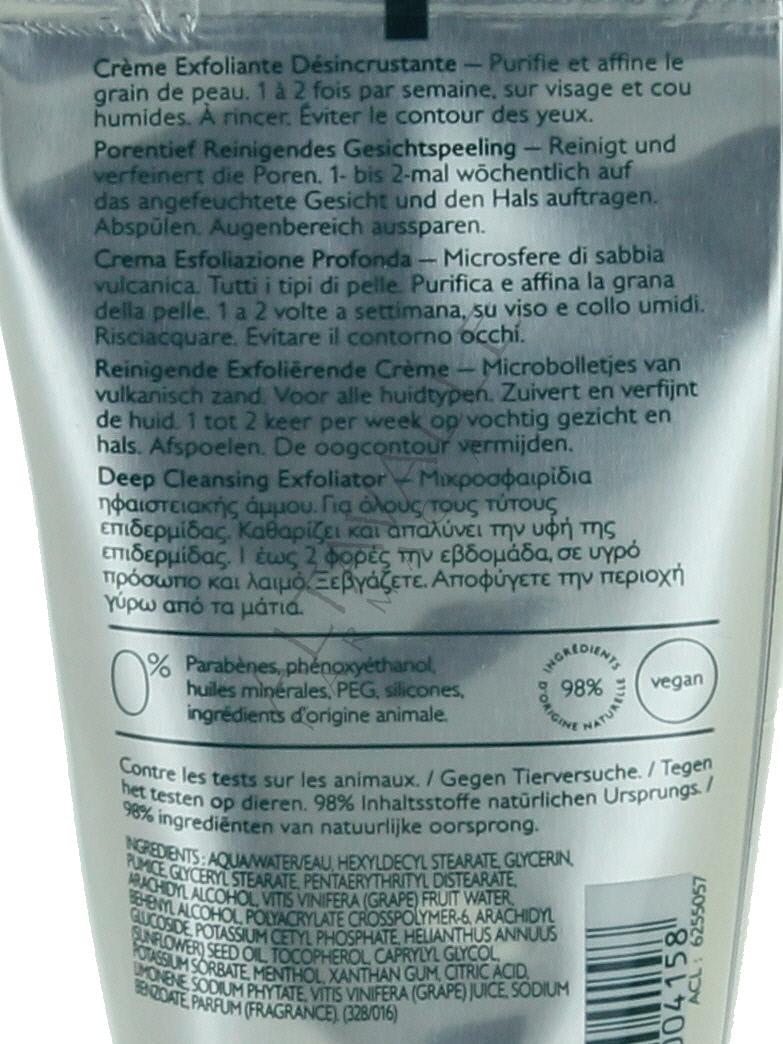 Crème Exfoliante Désincrustante — Purifie et affine le
grain de peau. 1 à 2 fois par semaine, sur visage et cou
humides. À rincer. Éviter le contour des yeux.
Porentief Reinigendes Gesichtspeeling — Reinigt und
verfeinert die Poren. 1- bis 2-mal wöchentlich auf
das angefeuchtete Gesicht und den Hals auftragen.
Abspülen. Augenbereich aussparen.
Crema Esfoliazione Profonda — Microsfere di sabbia
vulcanica. Tutti i tipi di pelle. Purifica e affina la grana
della pelle. 1 a 2 volte a settimana, su viso e collo umidi.
Risciacquare. Evitare il contorno occhi.
Reinigende Exfoliërende Crème — Microbolletjes van
vulkanisch zand. Voor alle huidtypen. Zuivert en verfijnt
de huid. 1 tot 2 keer per week op vochtig gezicht en
hals. Afspoelen. De oogcontour vermijden.
Deep Cleansing Exfoliator — Μικροσφαιρίδια
ηφαιστειακής άμμου. Για όλους τους τύτους
επιδερμίδας. Καθαρίζει και απαλύνει την υφή της
επιδερμίδας. 1 έως 2 φορές την εβδομάδα, σε υγρό
πρόσωπο και λαιμό. Ξεβγάζετε. Αποφύγετε την περιοχή
γύρω από τα μάτια.
0% Parabènes, phénoxyéthanol,
huiles minérales, PEG, silicones,
ingrédients d'origine animale.
INGRÉDIENTS
98%
D'ORIGINE NATURELLE
vegan
Contre les tests sur les animaux. / Gegen Tierversuche. / Tegen
het testen op dieren. 98% Inhaltsstoffe natürlichen Ursprungs. /
98% ingrediënten van natuurlijke oorsprong.
INGREDIENTS : AQUA/WATER/EAU, HEXYLDECYL STEARATE, GLYCERIN,
PUMICE, GLYCERYL STEARATE, PENTAERYTHRITYL DISTEARATE,
ARACHIDYL ALCOHOL, VITIS VINIFERA (GRAPE) FRUIT WATER,
BEHENYL ALCOHOL, POLYACRYLATE CROSSPOLYMER-6, ARACHIDYL
GLUCOSIDE, POTASSIUM CETYL PHOSPHATE, HELIANTHUS ANNUUS
(SUNFLOWER) SEED OIL, TOCOPHEROL, CAPRYLYL GLYCOL,
POTASSIUM SORBATE, MENTHOL, XANTHAN GUM, CITRIC ACID,
LIMONENE, SODIUM PHYTATE, VITIS VINIFERA (GRAPE) JUICE, SODIUM
BENZOATE, PARFUM (FRAGRANCE). (328/016)
004158
ACL : 6255057